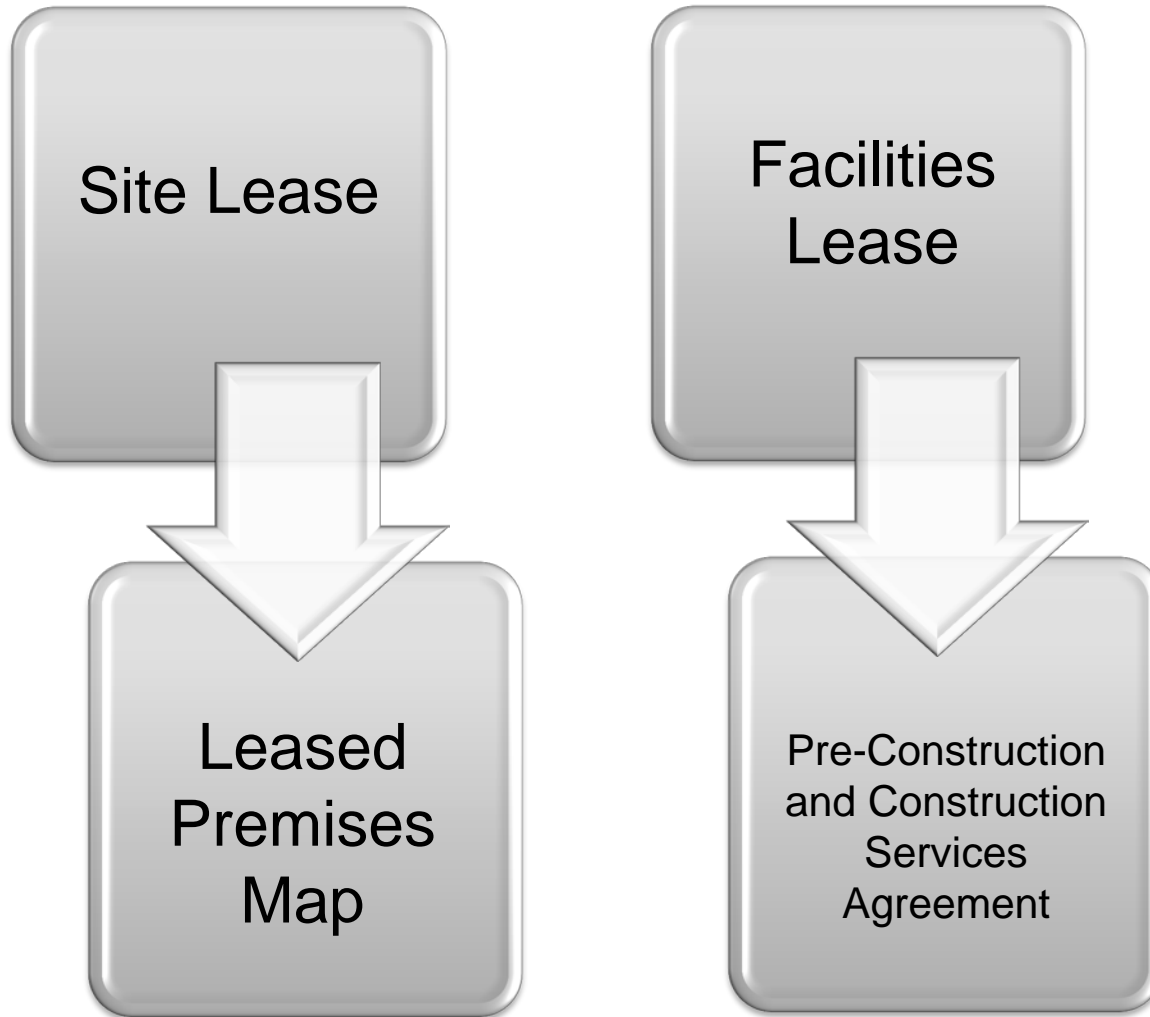 Site Lease
Leased
Premises
Map
Facilities
Lease
Pre-Construction
and Construction
Services
Agreement